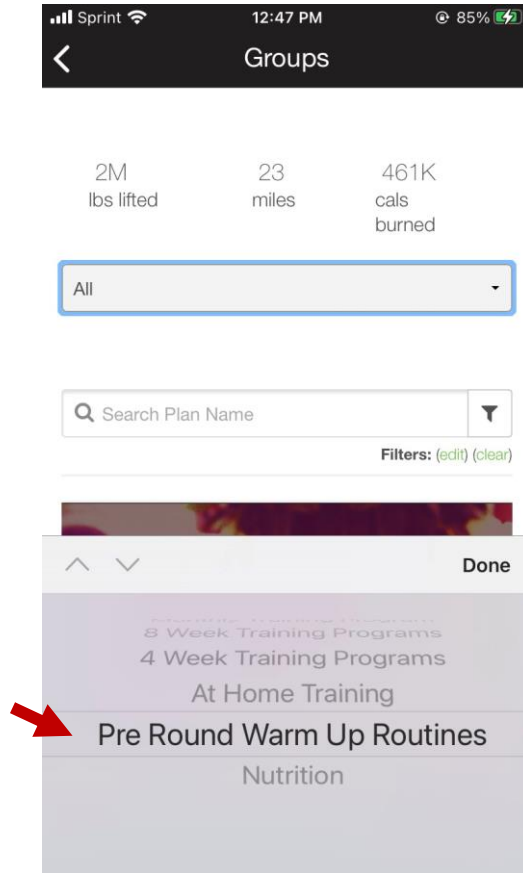 Sprint 12:47 PM 85%
Groups
2M 23 461K
lbs lifted miles cals
burned
All
Search Plan Name
Filters: (edit) (clear)
Done
8 Week Training Programs
4 Week Training Programs
At Home Training
Pre Round Warm Up Routines
Nutrition